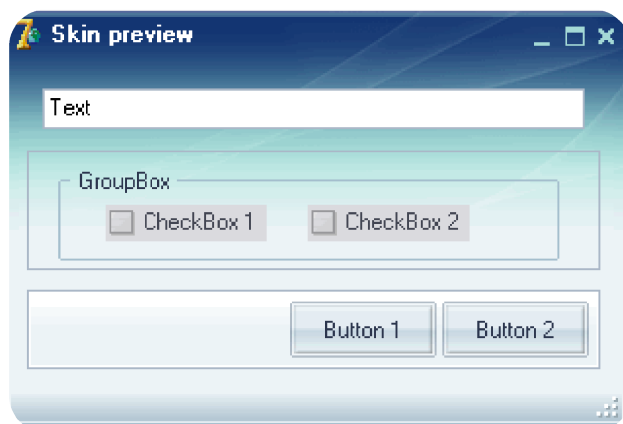 Skin preview
Text
GroupBox
CheckBox 1 CheckBox 2
Button 1 Button 2